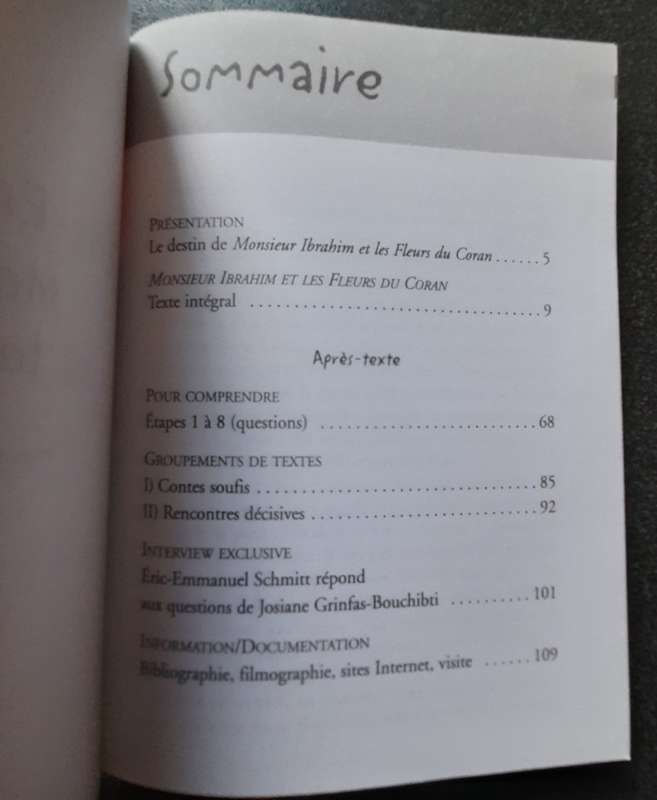 Sommaire
PRÉSENTATION
Le destin de Monsieur Ibrahim et les Fleurs du Coran ...... 5
MONSIEUR IBRAHIM ET LES FLEURS DU CORAN
Texte intégral ................................ 9
Après-texte
POUR COMPRENDRE
Étapes 1 à 8 (questions) ........................ 68
GROUPEMENTS DE TEXTES
I) Contes soufis ............................... 85
II) Rencontres décisives ......................... 92
INTERVIEW EXCLUSIVE
Éric-Emmanuel Schmitt répond
aux questions de Josiane Grinfas-Bouchibti .......... 101
INFORMATION/DOCUMENTATION
Bibliographie, filmographie, sites Internet, visite ...... 109